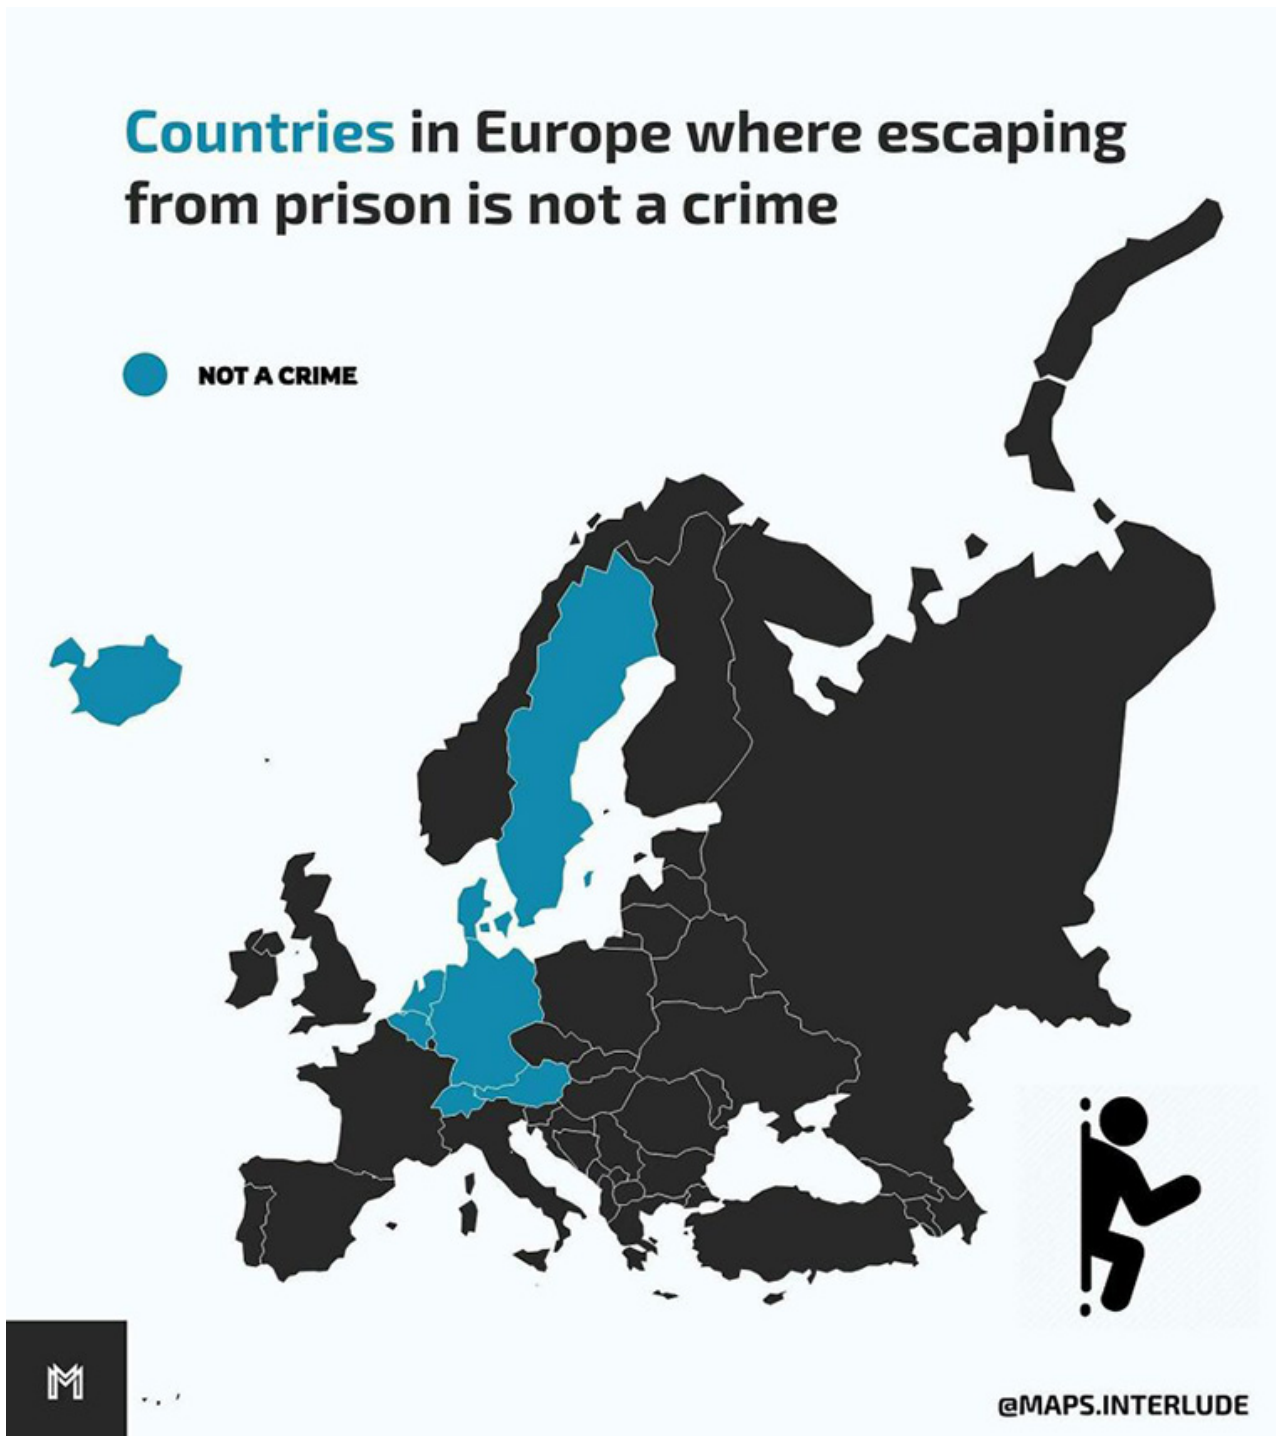 Countries in Europe where escaping
from prison is not a crime
NOT A CRIME
M
@MAPS.INTERLUDE